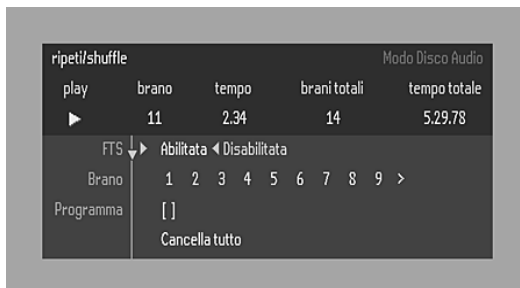 ripeti/shuffle Modo Disco Audio
play brano tempo brani totali tempo totale
11 2.34 14 5.29.78
FTS Abilitata Disabilitata
Brano 1 2 3 4 5 6 7 8 9 >
Programma [ ]
Cancella tutto